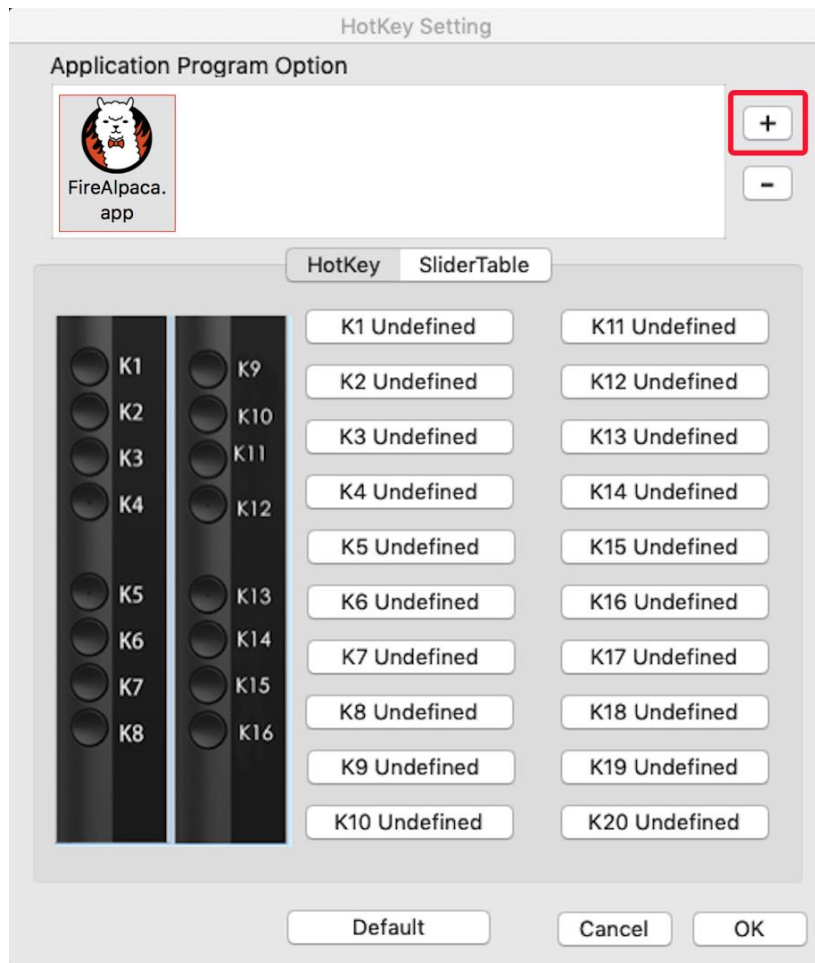 HotKey Setting
Application Program Option
+
FireAlpaca.
app
-
HotKey SliderTable
K1 K9
K2 K10
K3 K11
K4 K12
K5 K13
K6 K14
K7 K15
K8 K16
K1 Undefined K11 Undefined
K2 Undefined K12 Undefined
K3 Undefined K13 Undefined
K4 Undefined K14 Undefined
K5 Undefined K15 Undefined
K6 Undefined K16 Undefined
K7 Undefined K17 Undefined
K8 Undefined K18 Undefined
K9 Undefined K19 Undefined
K10 Undefined K20 Undefined
Default Cancel OK